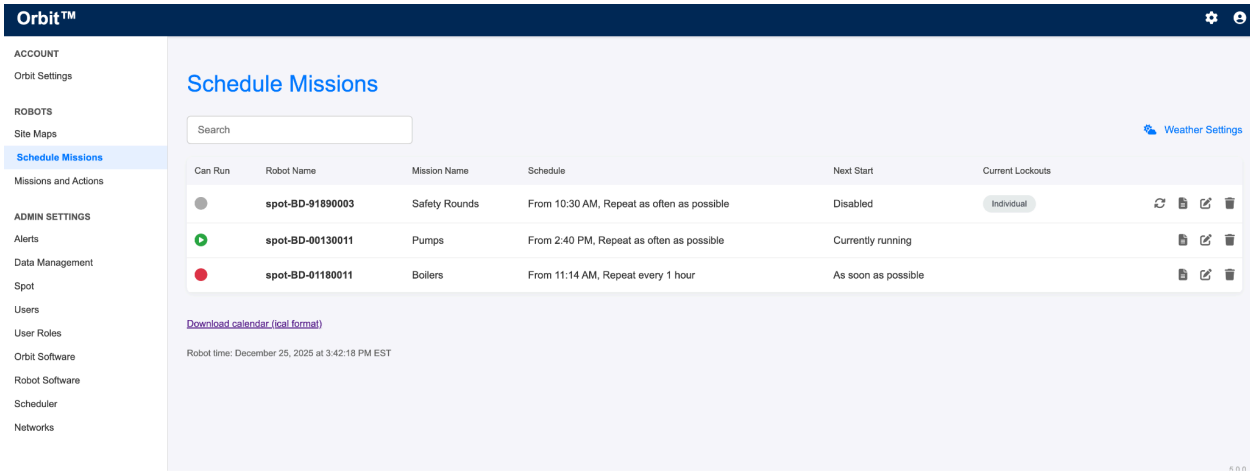 Orbit™
ACCOUNT
Orbit Settings
ROBOTS
Site Maps
Schedule Missions
Missions and Actions
ADMIN SETTINGS
Alerts
Data Management
Spot
Users
User Roles
Orbit Software
Robot Software
Scheduler
Networks
Schedule Missions
Search
Weather Settings
Can Run Robot Name Mission Name Schedule Next Start Current Lockouts
spot-BD-91890003 Safety Rounds From 10:30 AM, Repeat as often as possible Disabled Individual
spot-BD-00130011 Pumps From 2:40 PM, Repeat as often as possible Currently running
spot-BD-01180011 Boilers From 11:14 AM, Repeat every 1 hour As soon as possible
Download calendar (ical format)
Robot time: December 25, 2025 at 3:42:18 PM EST